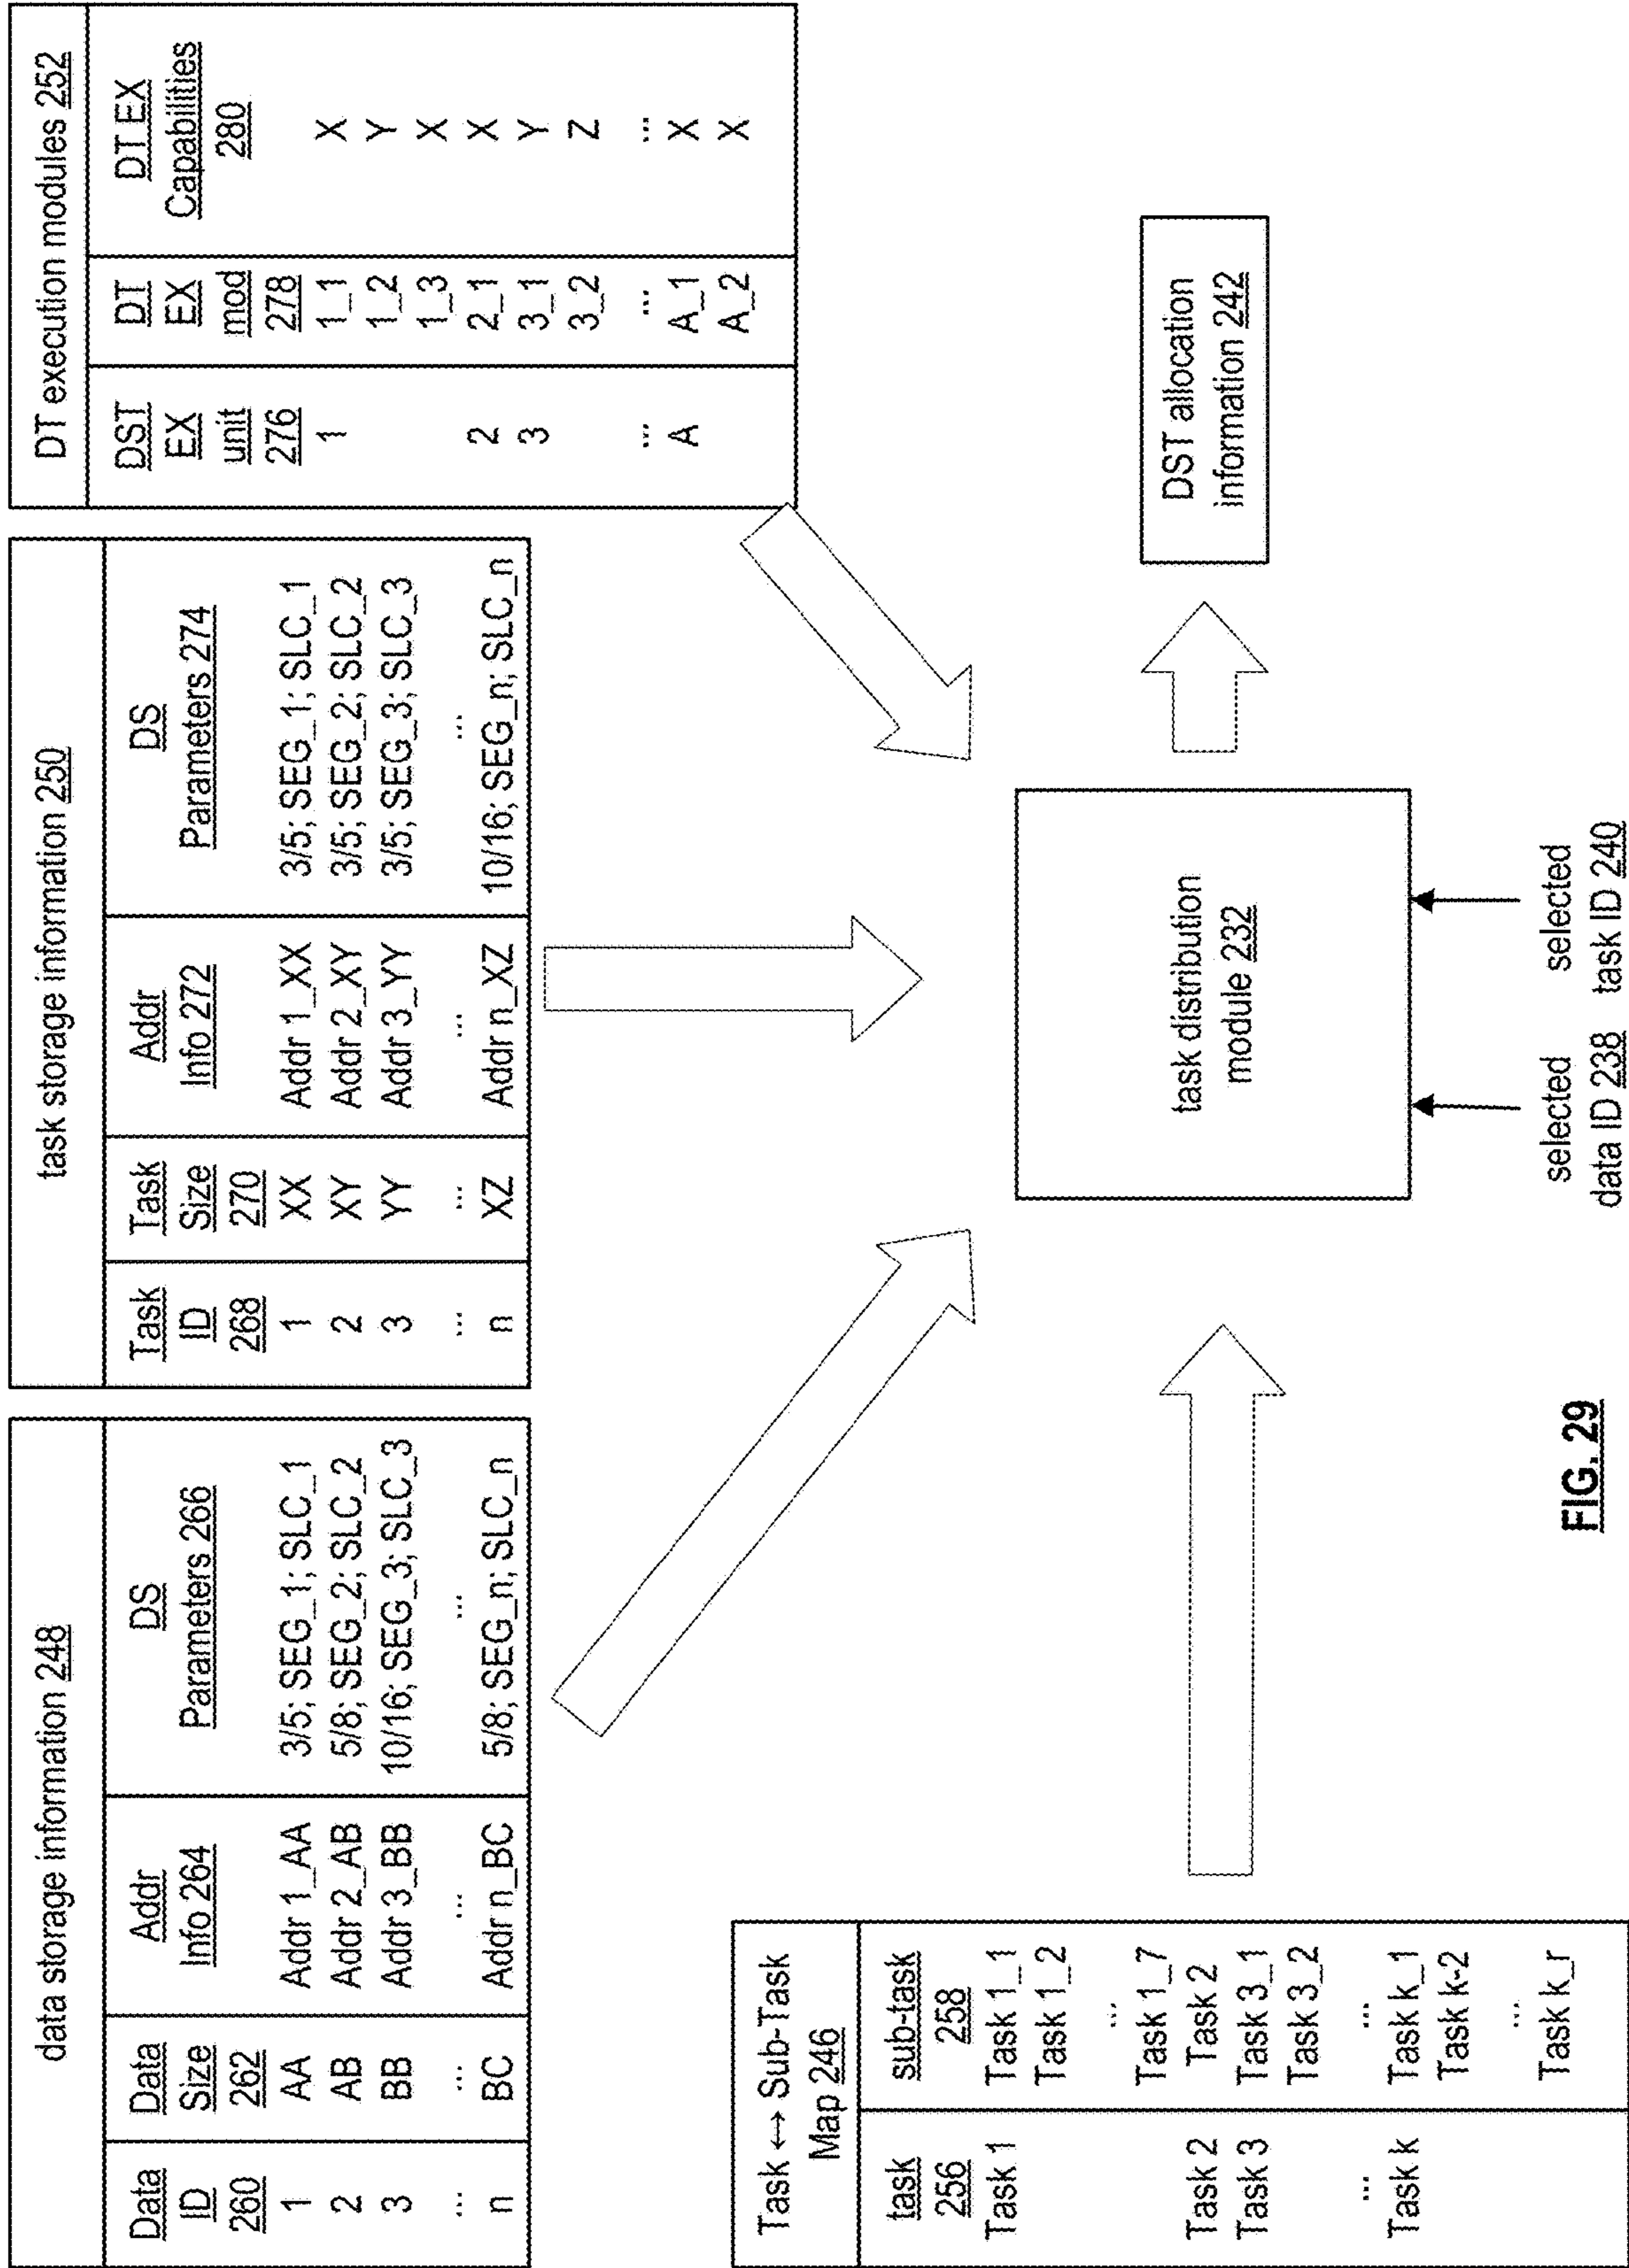 data storage information 248
Data ID 260 | Data Size 262 | Addr Info 264 | DS Parameters 266
1 | AA | Addr 1_AA | 3/5; SEG_1; SLC_1
2 | AB | Addr 2_AB | 5/8; SEG_2; SLC_2
3 | BB | Addr 3_BB | 10/16; SEG_3; SLC_3
... | ... | ... | ...
n | BC | Addr n_BC | 5/8; SEG_n; SLC_n
task storage information 250
Task ID 268 | Task Size 270 | Addr Info 272 | DS Parameters 274
1 | XX | Addr 1_XX | 3/5; SEG_1; SLC_1
2 | XY | Addr 2_XY | 3/5; SEG_2; SLC_2
3 | YY | Addr 3_YY | 3/5; SEG_3; SLC_3
... | ... | ... | ...
n | XZ | Addr n_XZ | 10/16; SEG_n; SLC_n
DT execution modules 252
DST EX unit 276 | DT EX mod 278 | DT EX Capabilities 280
1 | 1_1 | X
1_2 | Y
1_3 | X
2 | 2_1 | X
3 | 3_1 | Y
3_2 | Z
... | ... | ...
A | A_1 | X
A_2 | X
Task ↔ Sub-Task
Map 246
task 256 | sub-task 258
Task 1 | Task 1_1
Task 1_2
...
Task 1_7
Task 2 | Task 2
Task 3 | Task 3_1
Task 3_2
... | ...
Task k | Task k_1
Task k-2
...
Task k_r
task distribution
module 232
DST allocation
information 242
selected
data ID 238
selected
task ID 240
FIG. 29